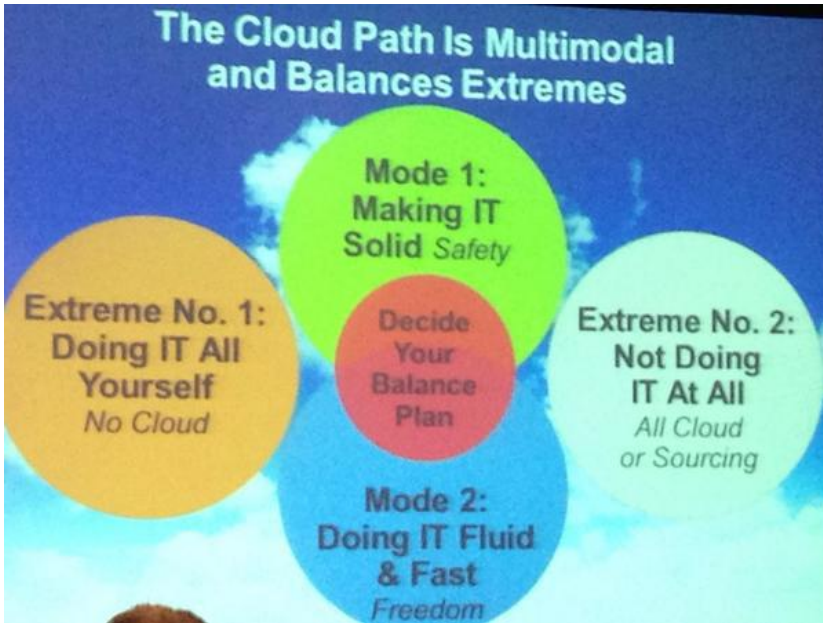 The Cloud Path Is Multimodal
and Balances Extremes
Mode 1:
Making IT
Solid Safety
Extreme No. 1:
Doing IT All
Yourself
No Cloud
Decide
Your
Balance
Plan
Extreme No. 2:
Not Doing
IT At All
All Cloud
or Sourcing
Mode 2:
Doing IT Fluid
& Fast
Freedom